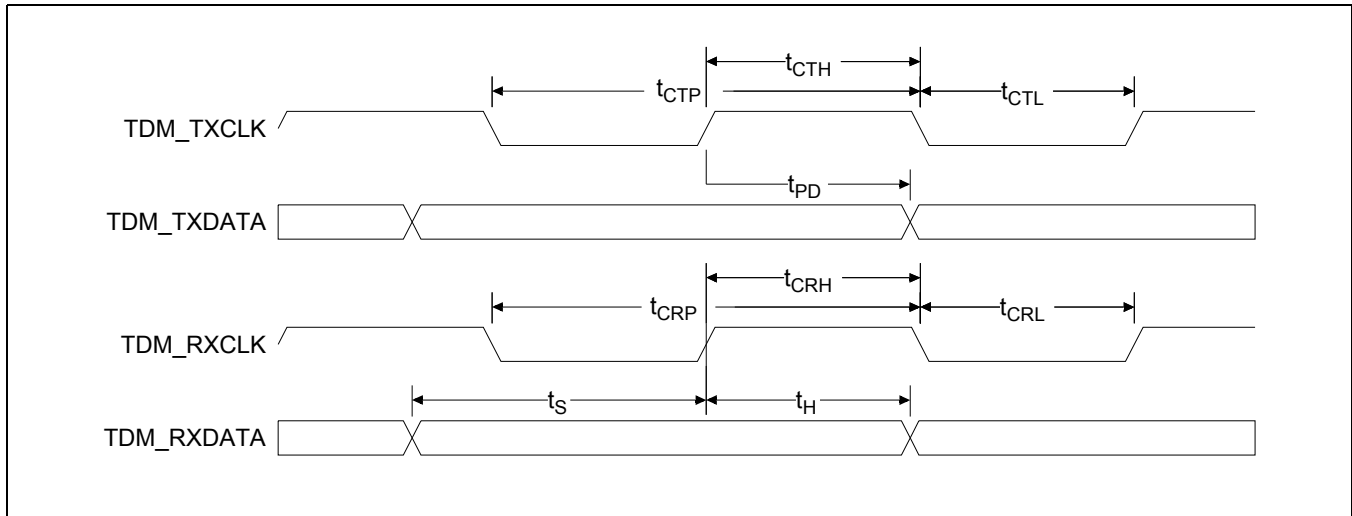 tCTH
tCTP
tCTL
TDM_TXCLK
tPD
TDM_TXDATA
tCRH
tCRP
tCRL
TDM_RXCLK
tS
tH
TDM_RXDATA